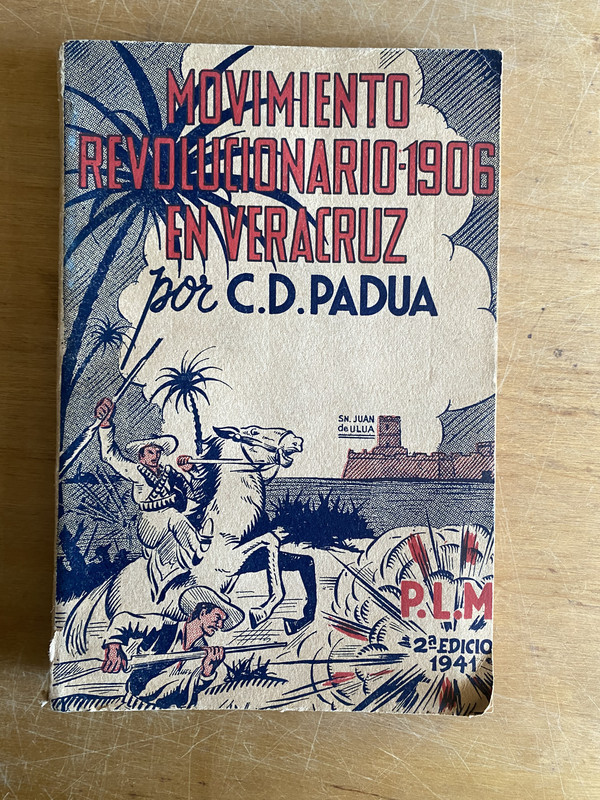 MOVIMIENTO
REVOLUCIONARIO-1906
EN VERACRUZ
por C.D. PADUA
SN. JUAN
de ULUA
P.L.M
2ª EDICIO
1941